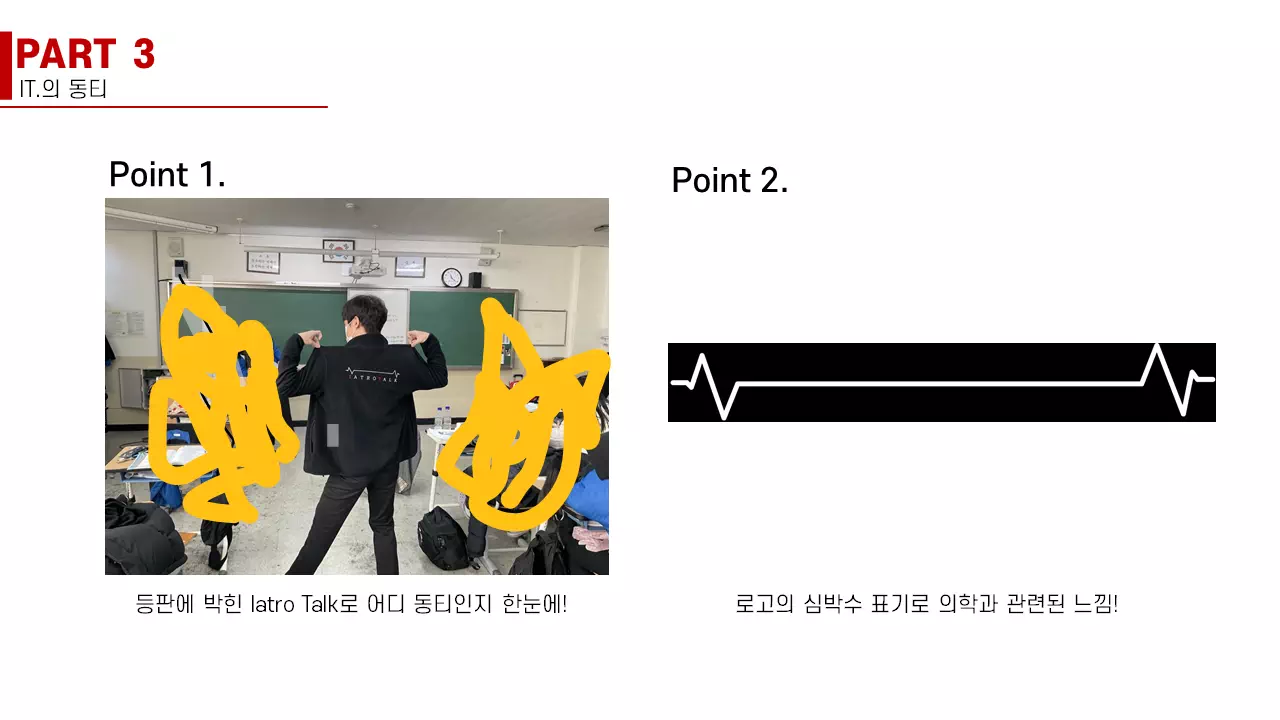 PART 3
IT.의 동티
Point 1.
Point 2.
IATROTALK
등판에 박힌 Iatro Talk로 어디 동티인지 한눈에!
로고의 심박수 표기로 의학과 관련된 느낌!